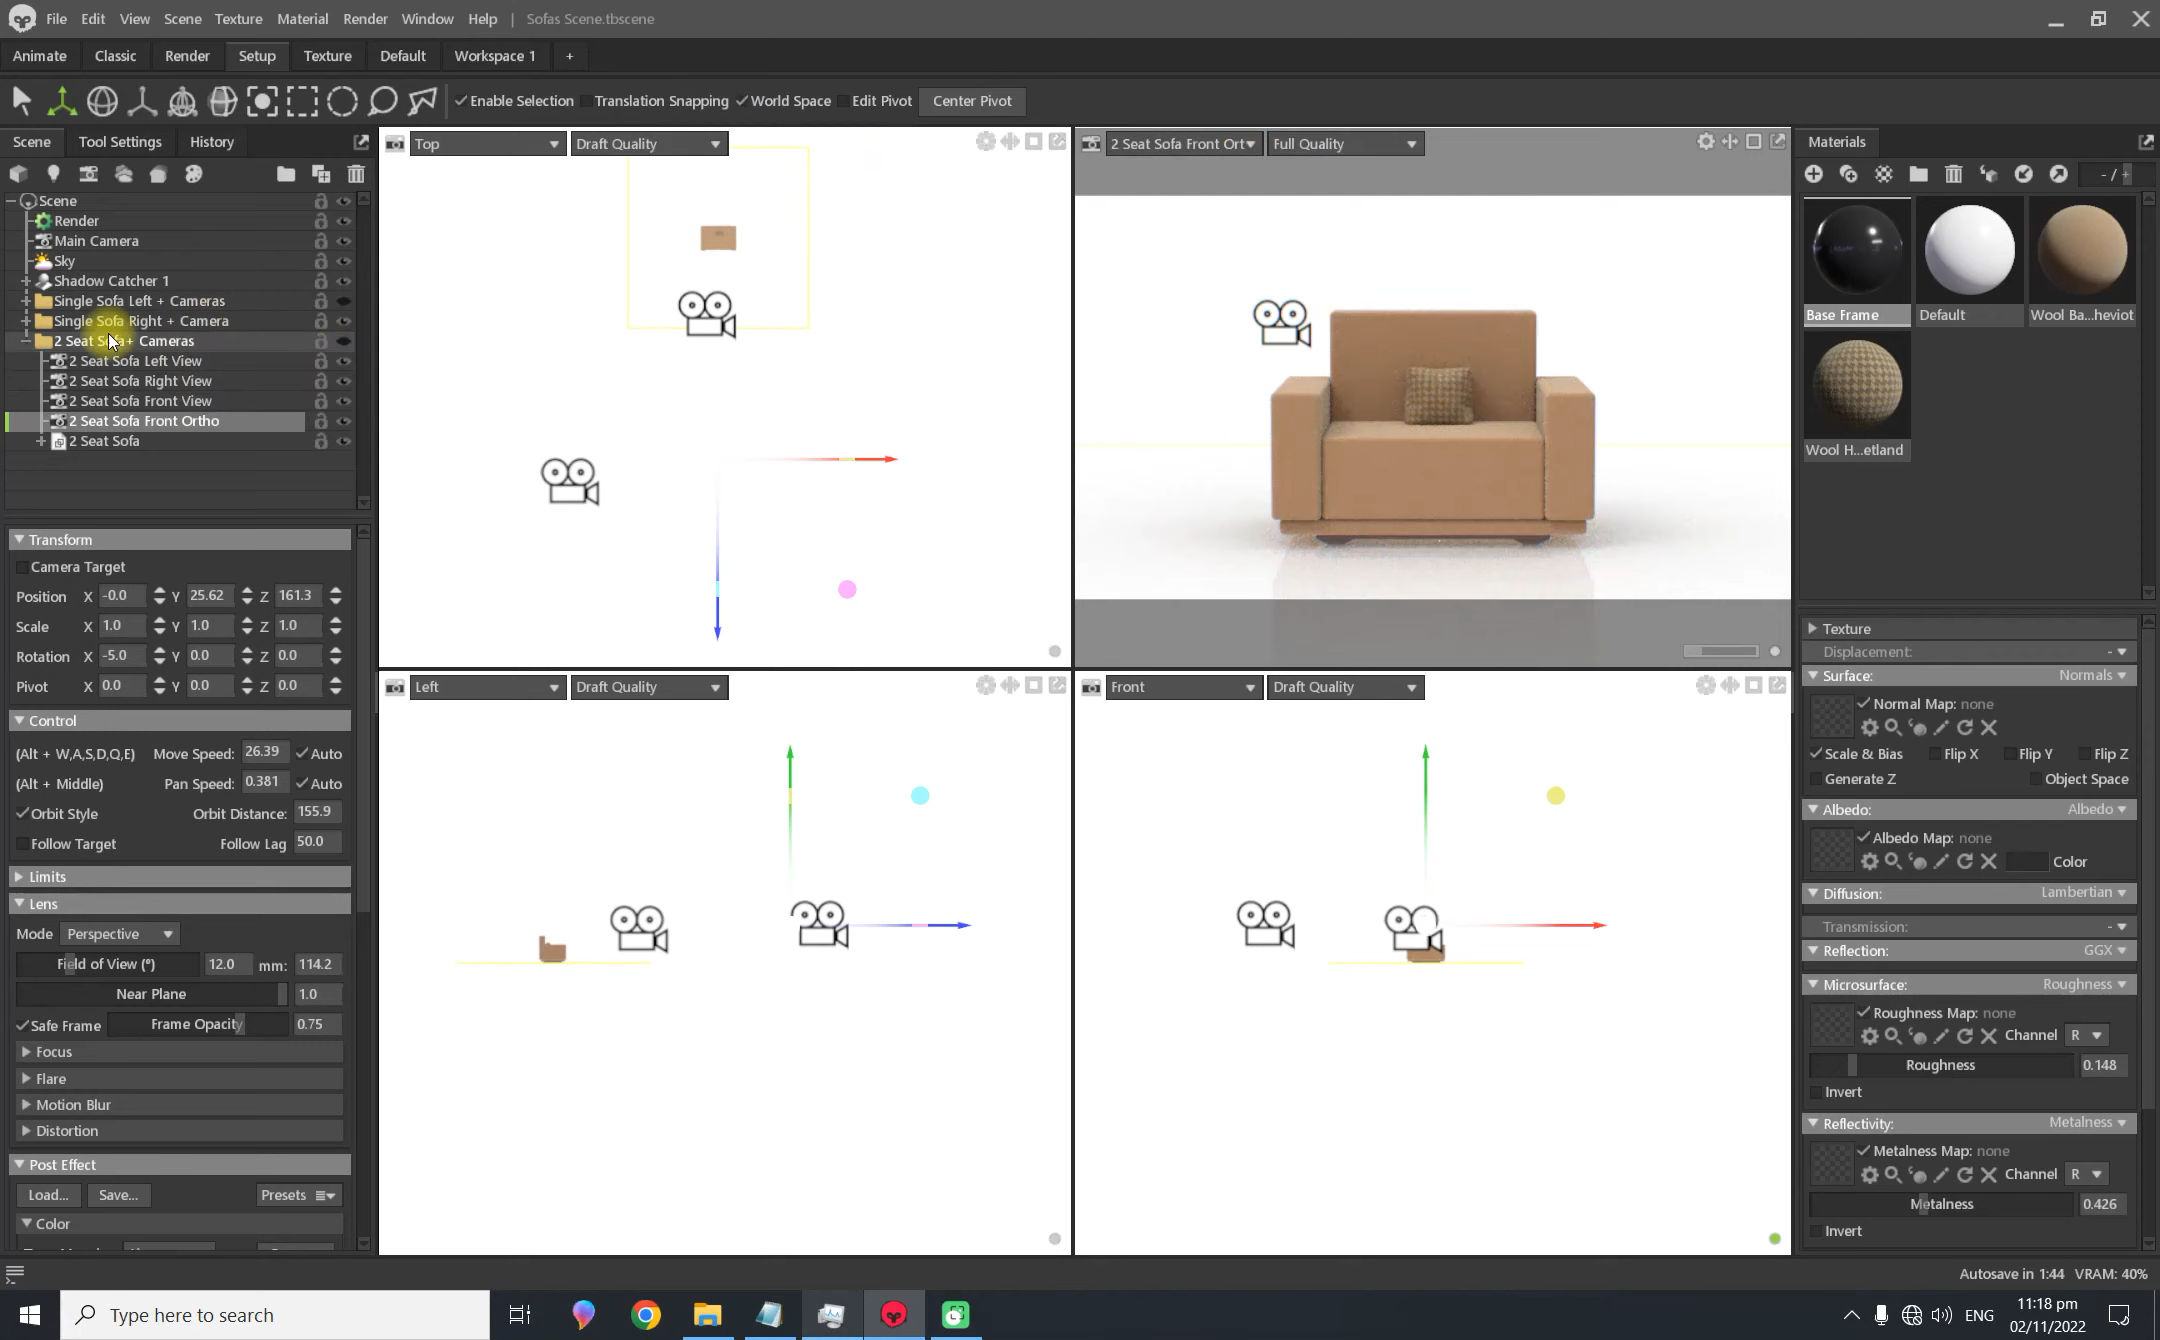 File Edit View Scene Texture Material Render Window Help | Sofas Scene.tbscene
Animate Classic Render Setup Texture Default Workspace 1 +
Enable Selection Translation Snapping World Space Edit Pivot Center Pivot
Scene Tool Settings History
Scene
Render
Main Camera
Sky
Shadow Catcher 1
Single Sofa Left + Cameras
Single Sofa Right + Camera
2 Seat Sofa+ Cameras
2 Seat Sofa Left View
2 Seat Sofa Right View
2 Seat Sofa Front View
2 Seat Sofa Front Ortho
2 Seat Sofa
Transform
Camera Target
Position X -0.0 Y 25.62 Z 161.3
Scale X 1.0 Y 1.0 Z 1.0
Rotation X -5.0 Y 0.0 Z 0.0
Pivot X 0.0 Y 0.0 Z 0.0
Control
(Alt + W,A,S,D,Q,E) Move Speed: 26.39 Auto
(Alt + Middle) Pan Speed: 0.381 Auto
Orbit Style Orbit Distance: 155.9
Follow Target Follow Lag 50.0
Limits
Lens
Mode Perspective
Field of View (°) 12.0 mm: 114.2
Near Plane 1.0
Safe Frame Frame Opacity 0.75
Focus
Flare
Motion Blur
Distortion
Post Effect
Load... Save... Presets
Color
Top Draft Quality
2 Seat Sofa Front Ort Full Quality
Left Draft Quality
Front Draft Quality
Materials
- / +
Base Frame Default Wool Ba...heviot
Wool H...etland
Texture
Displacement: -
Surface: Normals
Normal Map: none
Scale & Bias Flip X Flip Y Flip Z
Generate Z Object Space
Albedo: Albedo
Albedo Map: none
Color
Diffusion: Lambertian
Transmission: -
Reflection: GGX
Microsurface: Roughness
Roughness Map: none
Channel R
Roughness 0.148
Invert
Reflectivity: Metalness
Metalness Map: none
Channel R
Metalness 0.426
Invert
Autosave in 1:44 VRAM: 40%
Type here to search
ENG
11:18 pm
02/11/2022